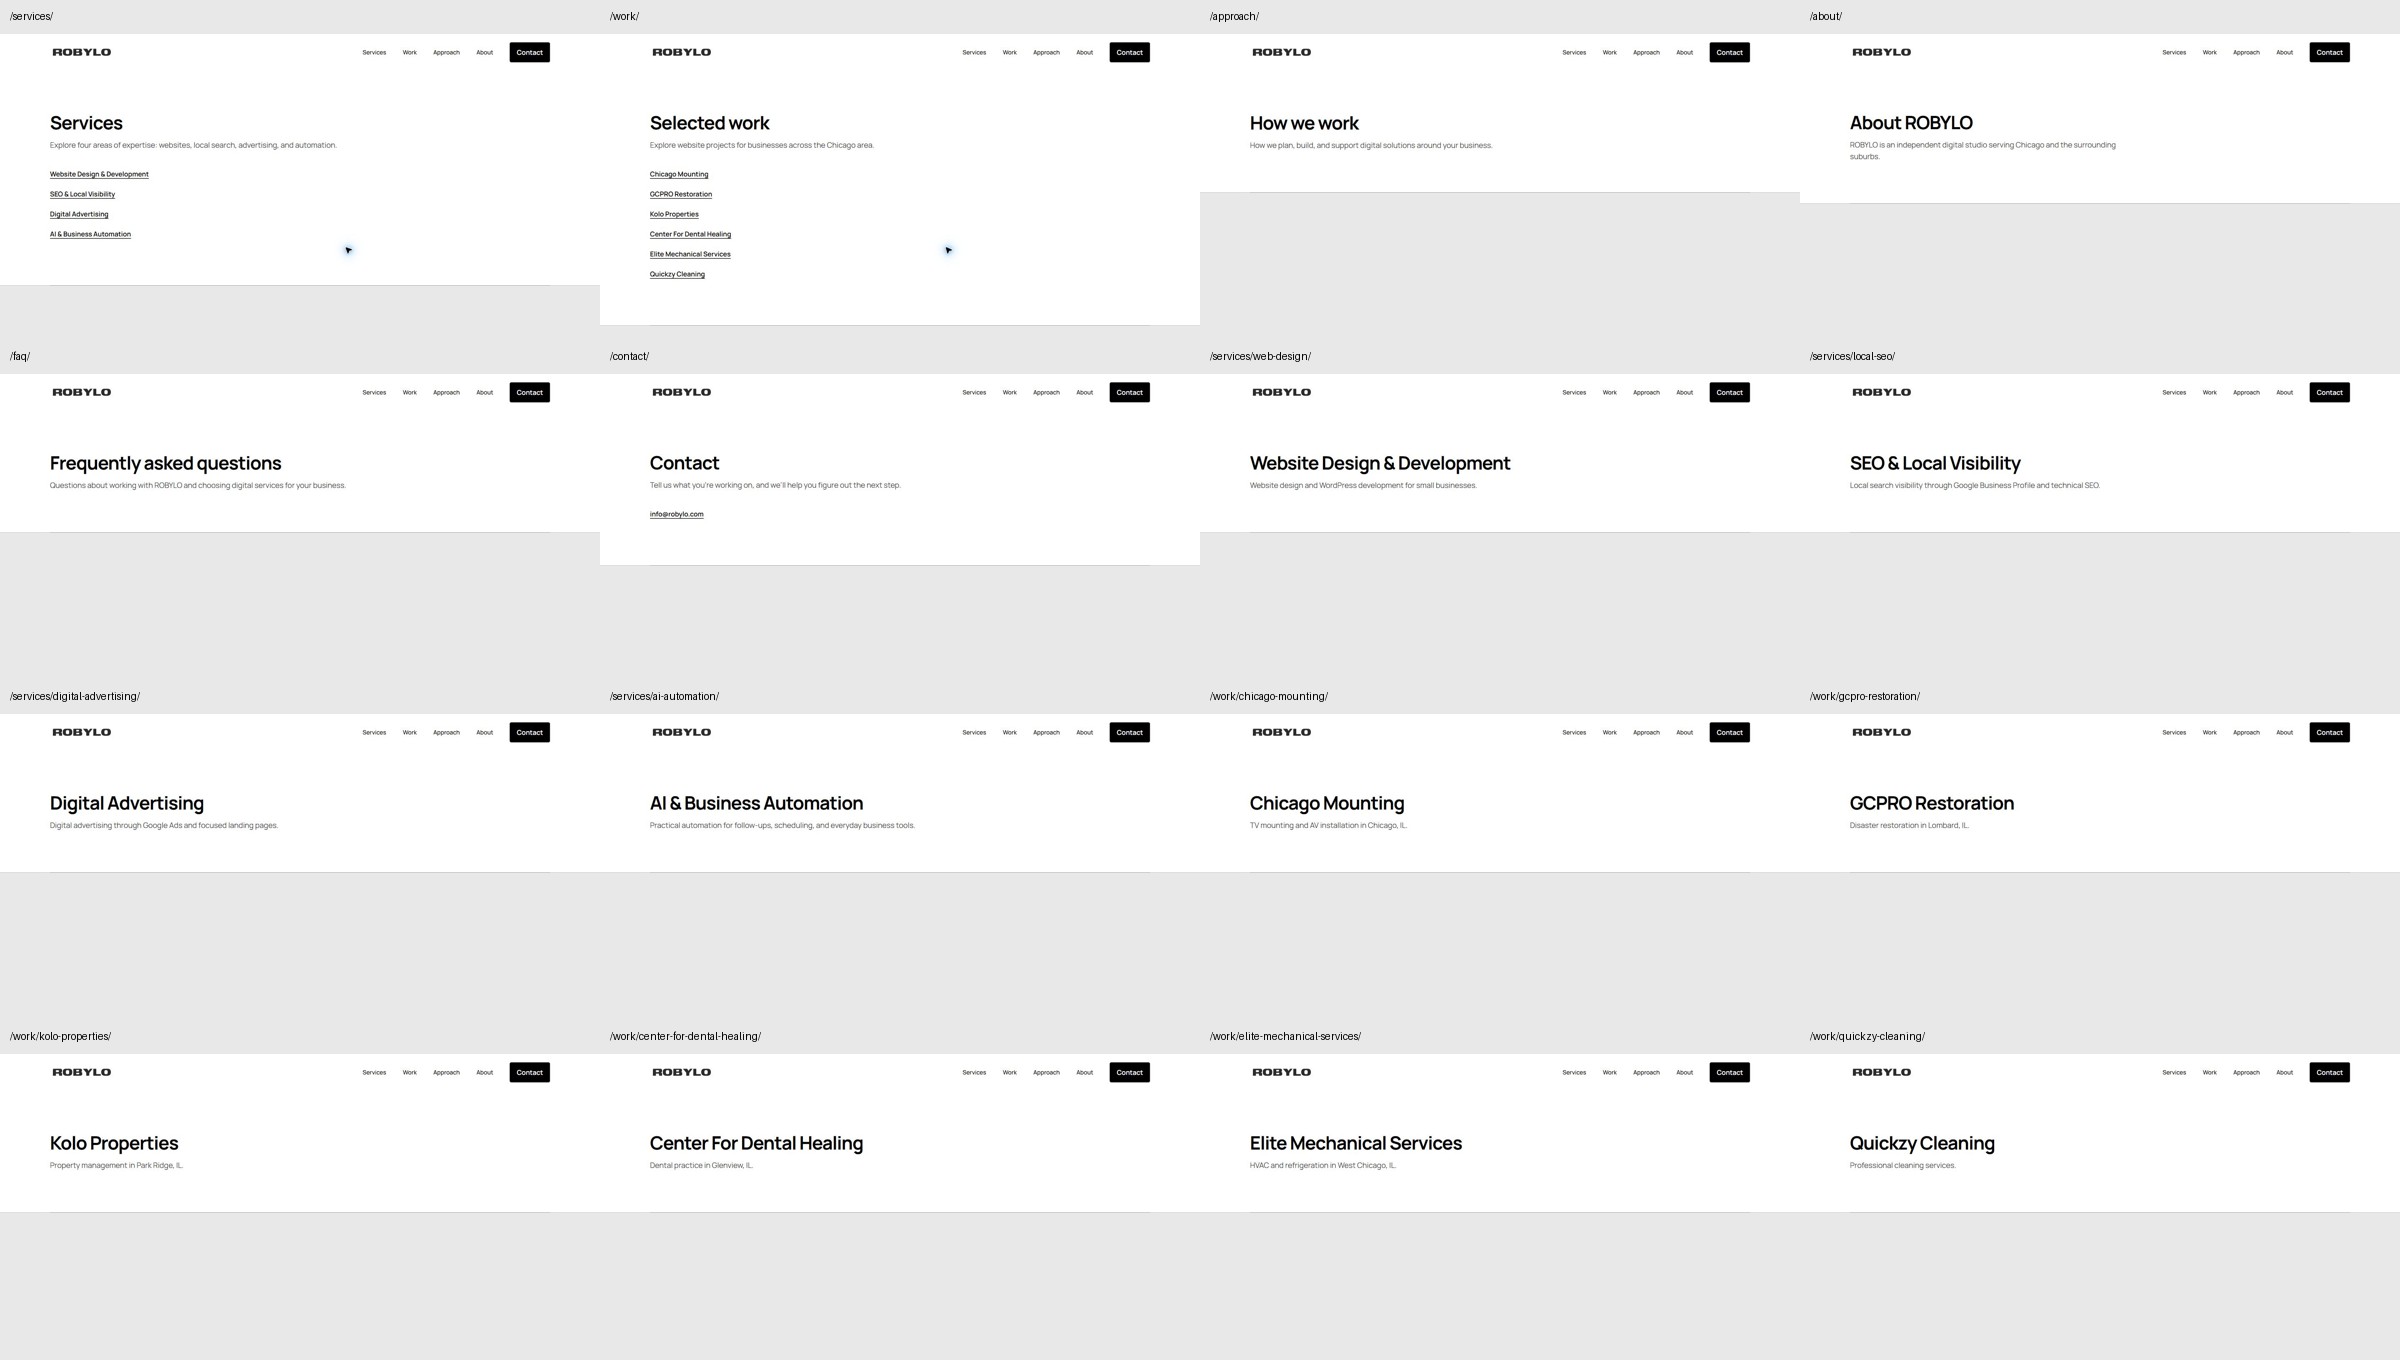 /services/
ROBYLO
Services
Work
Approach
About
Contact
Services
Explore four areas of expertise: websites, local search, advertising, and automation.
Website Design & Development
SEO & Local Visibility
Digital Advertising
AI & Business Automation
/work/
ROBYLO
Services
Work
Approach
About
Contact
Selected work
Explore website projects for businesses across the Chicago area.
Chicago Mounting
GCPRO Restoration
Kolo Properties
Center For Dental Healing
Elite Mechanical Services
Quickzy Cleaning
/approach/
ROBYLO
Services
Work
Approach
About
Contact
How we work
How we plan, build, and support digital solutions around your business.
/about/
ROBYLO
Services
Work
Approach
About
Contact
About ROBYLO
ROBYLO is an independent digital studio serving Chicago and the surrounding
suburbs.
/faq/
ROBYLO
Services
Work
Approach
About
Contact
Frequently asked questions
Questions about working with ROBYLO and choosing digital services for your business.
/contact/
ROBYLO
Services
Work
Approach
About
Contact
Contact
Tell us what you're working on, and we'll help you figure out the next step.
info@robylo.com
/services/web-design/
ROBYLO
Services
Work
Approach
About
Contact
Website Design & Development
Website design and WordPress development for small businesses.
/services/local-seo/
ROBYLO
Services
Work
Approach
About
Contact
SEO & Local Visibility
Local search visibility through Google Business Profile and technical SEO.
/services/digital-advertising/
ROBYLO
Services
Work
Approach
About
Contact
Digital Advertising
Digital advertising through Google Ads and focused landing pages.
/services/ai-automation/
ROBYLO
Services
Work
Approach
About
Contact
AI & Business Automation
Practical automation for follow-ups, scheduling, and everyday business tools.
/work/chicago-mounting/
ROBYLO
Services
Work
Approach
About
Contact
Chicago Mounting
TV mounting and AV installation in Chicago, IL.
/work/gcpro-restoration/
ROBYLO
Services
Work
Approach
About
Contact
GCPRO Restoration
Disaster restoration in Lombard, IL.
/work/kolo-properties/
ROBYLO
Services
Work
Approach
About
Contact
Kolo Properties
Property management in Park Ridge, IL.
/work/center-for-dental-healing/
ROBYLO
Services
Work
Approach
About
Contact
Center For Dental Healing
Dental practice in Glenview, IL.
/work/elite-mechanical-services/
ROBYLO
Services
Work
Approach
About
Contact
Elite Mechanical Services
HVAC and refrigeration in West Chicago, IL.
/work/quickzy-cleaning/
ROBYLO
Services
Work
Approach
About
Contact
Quickzy Cleaning
Professional cleaning services.